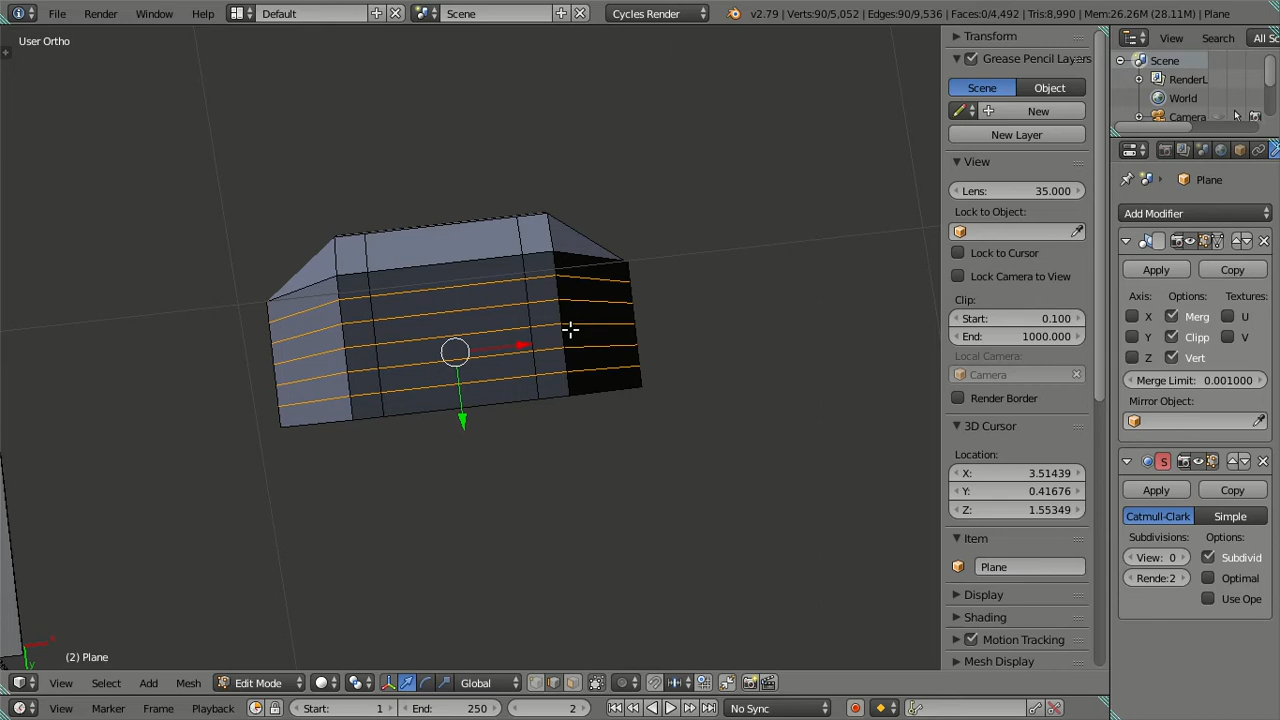 File Render Window Help Default Scene Cycles Render v2.79 | Verts:90/5,052 | Edges:90/9,536 | Faces:0/4,492 | Tris:8,990 | Mem:26.26M (28.11M) | Plane
User Ortho
Transform
Grease Pencil Layers
Scene Object
New
New Layer
View
Lens: 35.000
Lock to Object:
Lock to Cursor
Lock Camera to View
Clip:
Start: 0.100
End: 1000.000
Local Camera:
Camera
Render Border
3D Cursor
Location:
X: 3.51439
Y: 0.41676
Z: 1.55349
Item
Plane
Display
Shading
Motion Tracking
Mesh Display
View Search All Sc
Scene
RenderL
World
Camera
Plane
Add Modifier
Apply Copy
Axis: Options: Textures:
X Merg U
Y Clipp V
Z Vert
Merge Limit: 0.001000
Mirror Object:
S
Apply Copy
Catmull-Clark Simple
Subdivisions: Options:
View: 0 Subdivid
Rende: 2 Optimal
Use Ope
x
y
(2) Plane
View Select Add Mesh Edit Mode Global
View Marker Frame Playback Start: 1 End: 250 2 No Sync